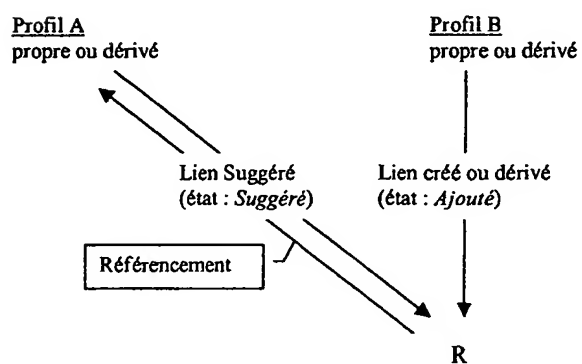 Profil A
propre ou dérivé
Profil B
propre ou dérivé
Lien Suggéré
(état : Suggéré)
Lien créé ou dérivé
(état : Ajouté)
Référencement
R